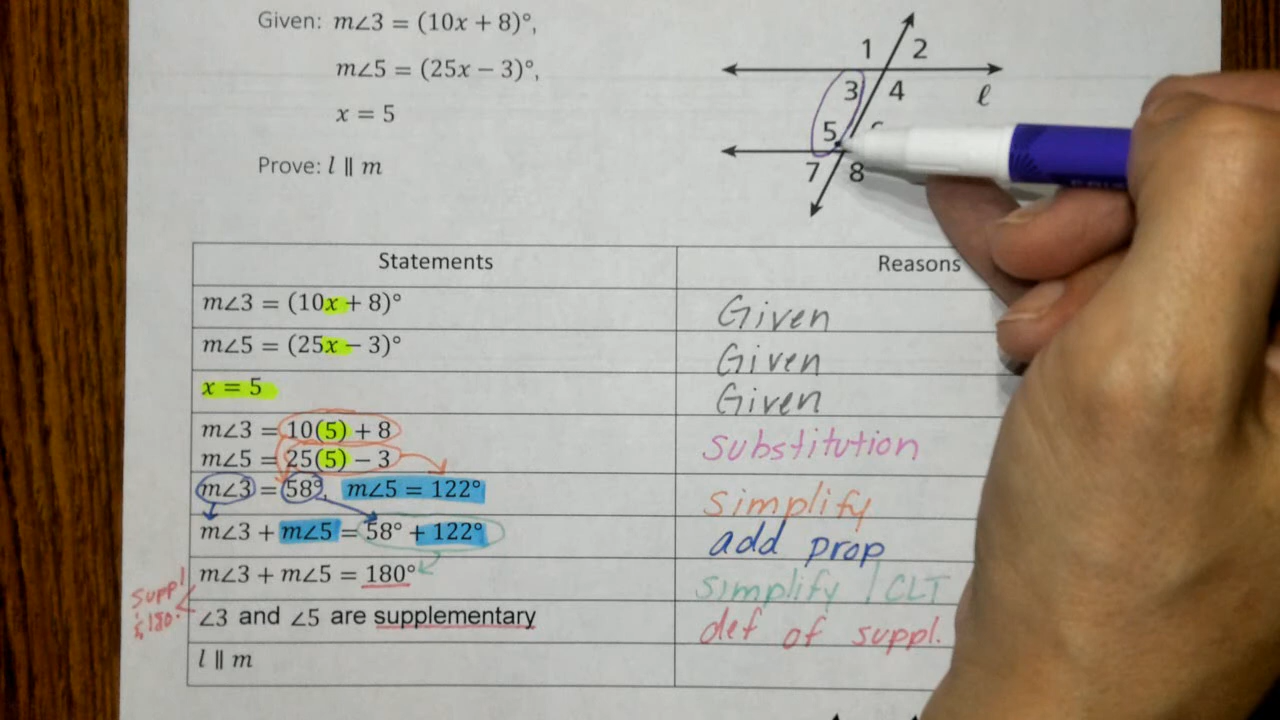 Given: m∠3 = (10x + 8)°,
m∠5 = (25x − 3)°,
x = 5
Prove: l ∥ m
1 2
3 4
ℓ
5
7 8
Statements Reasons
m∠3 = (10x + 8)° Given
m∠5 = (25x − 3)° Given
x = 5 Given
m∠3 = 10(5) + 8
m∠5 = 25(5) − 3 substitution
m∠3 = 58°, m∠5 = 122° simplify
m∠3 + m∠5 = 58° + 122° add prop
m∠3 + m∠5 = 180° simplify / CLT
suppl
is 180.
∠3 and ∠5 are supplementary def of suppl.
l ∥ m